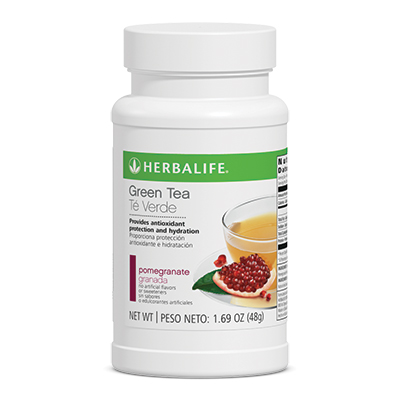 HERBALIFE®
Green Tea
Té Verde
Provides antioxidant
protection and hydration
Proporciona protección
antioxidante e hidratación
pomegranate
granada
no artificial flavors
or sweeteners
sin sabores
o edulcorantes artificiales
NET WT | PESO NETO: 1.69 OZ (48g)